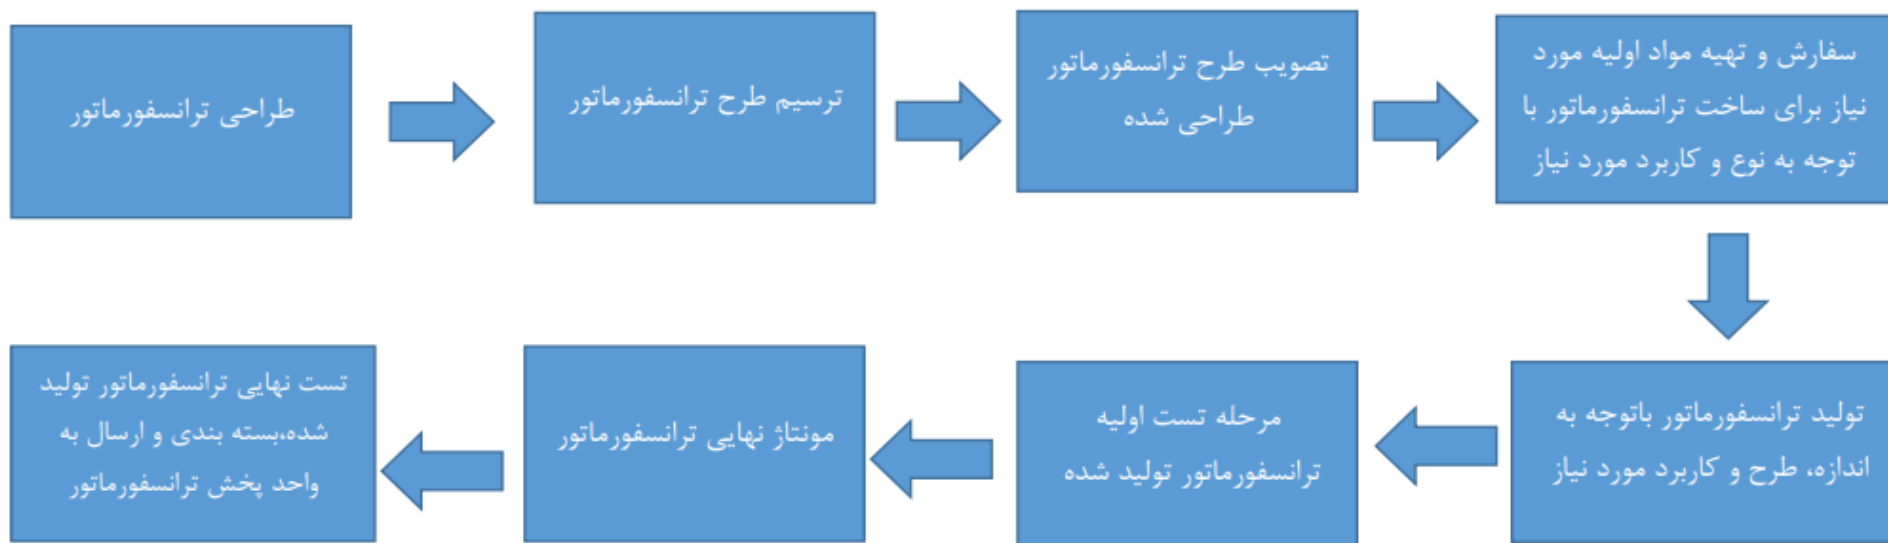 طراحی ترانسفورماتور
ترسیم طرح ترانسفورماتور
تصویب طرح ترانسفورماتور
طراحی شده
سفارش و تهیه مواد اولیه مورد
نیاز برای ساخت ترانسفورماتور با
توجه به نوع و کاربرد مورد نیاز
تولید ترانسفورماتور باتوجه به
اندازه، طرح و کاربرد مورد نیاز
مرحله تست اولیه
ترانسفورماتور تولید شده
مونتاژ نهایی ترانسفورماتور
تست نهایی ترانسفورماتور تولید
شده،بسته بندی و ارسال به
واحد پخش ترانسفورماتور